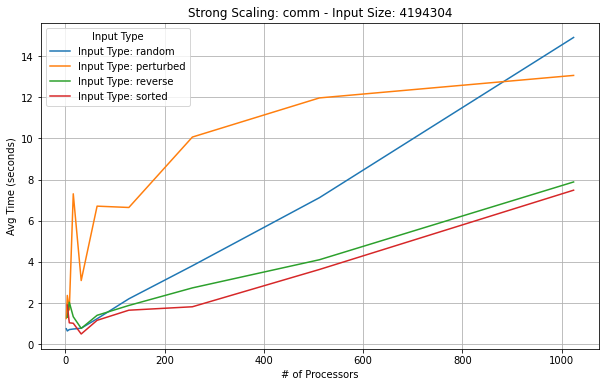 Strong Scaling: comm - Input Size: 4194304
Input Type
Input Type: random
Input Type: perturbed
Input Type: reverse
Input Type: sorted
Avg Time (seconds)
14
12
10
8
6
4
2
0
0 200 400 600 800 1000
# of Processors